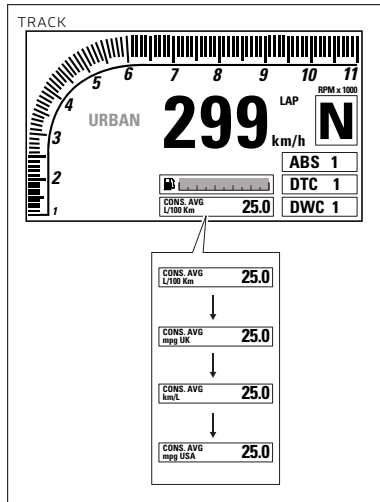 TRACK
1 2 3 4 5 6 7 8 9 10 11
RPM x 1000
URBAN
299 km/h
LAP
N
ABS 1
DTC 1
DWC 1
CONS. AVG
L/100 Km 25.0
CONS. AVG
L/100 Km 25.0
CONS. AVG
mpg UK 25.0
CONS. AVG
km/L 25.0
CONS. AVG
mpg USA 25.0